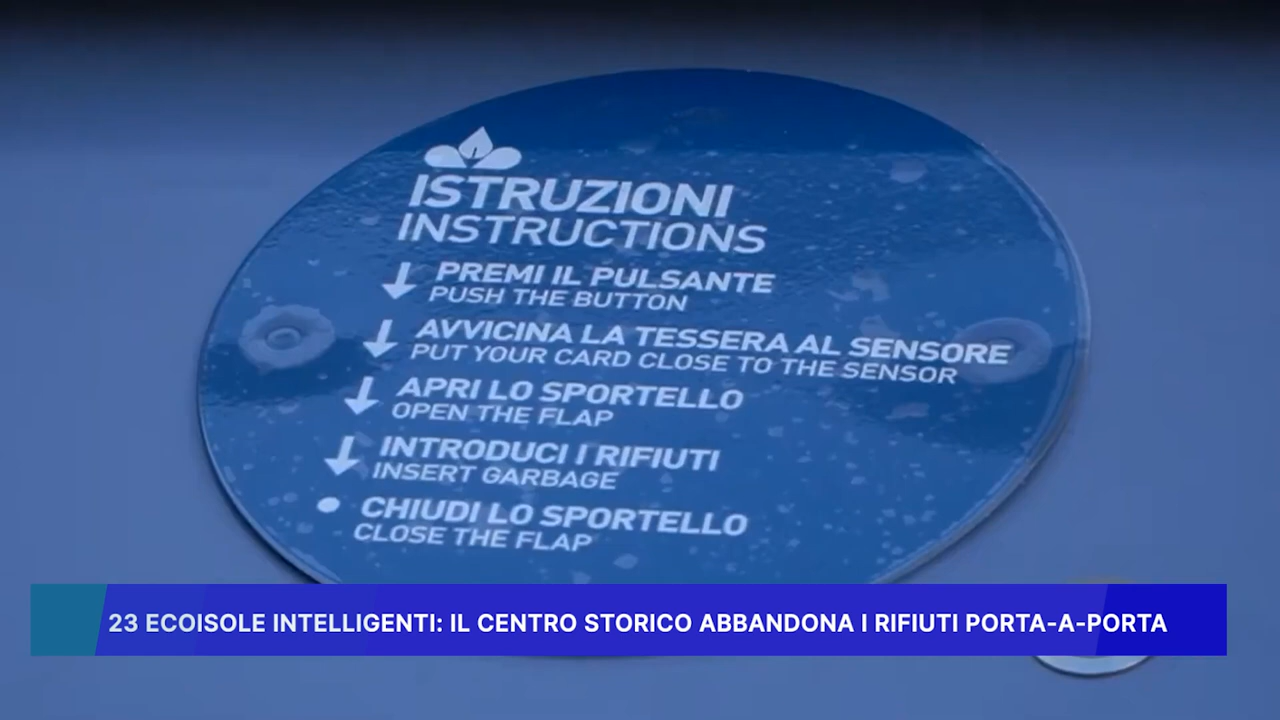 ISTRUZIONI
INSTRUCTIONS
PREMI IL PULSANTE
PUSH THE BUTTON
AVVICINA LA TESSERA AL SENSORE
PUT YOUR CARD CLOSE TO THE SENSOR
APRI LO SPORTELLO
OPEN THE FLAP
INTRODUCI I RIFIUTI
INSERT GARBAGE
CHIUDI LO SPORTELLO
CLOSE THE FLAP
23 ECOISOLE INTELLIGENTI: IL CENTRO STORICO ABBANDONA I RIFIUTI PORTA-A-PORTA